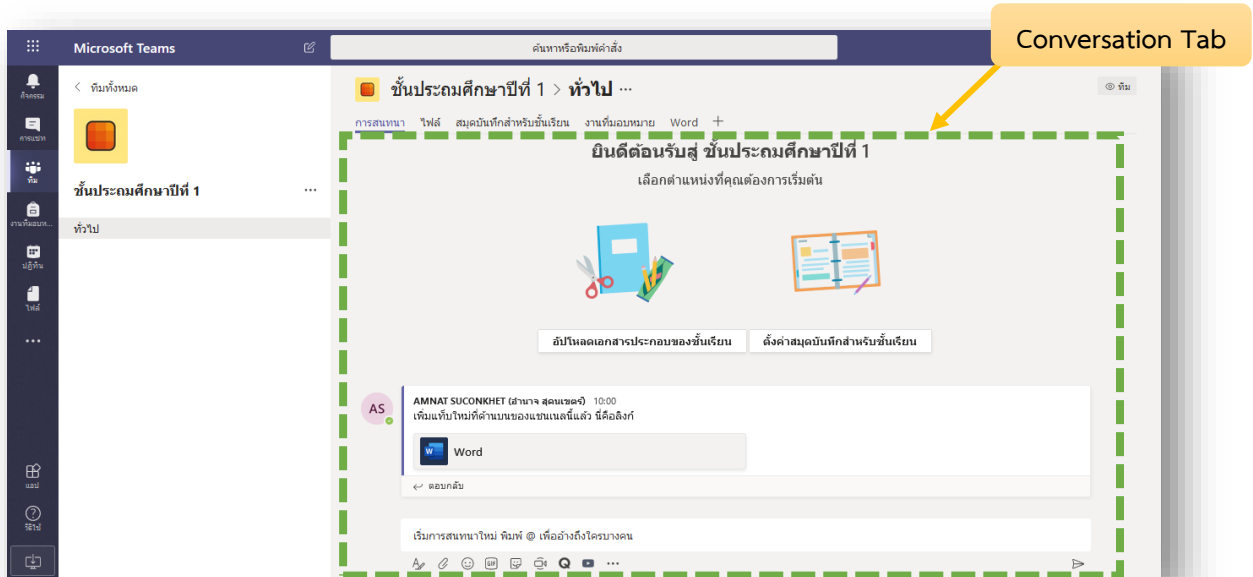 Conversation Tab
Microsoft Teams
ค้นหาหรือพิมพ์คำสั่ง
กิจกรรม
การแชท
ทีม
งานที่มอบห...
ปฏิทิน
ไฟล์
แอป
วิธีใช้
< ทีมทั้งหมด
ชั้นประถมศึกษาปีที่ 1 ...
ทั่วไป
ชั้นประถมศึกษาปีที่ 1 > ทั่วไป ...
ทีม
การสนทนา ไฟล์ สมุดบันทึกสำหรับชั้นเรียน งานที่มอบหมาย Word +
ยินดีต้อนรับสู่ ชั้นประถมศึกษาปีที่ 1
เลือกตำแหน่งที่คุณต้องการเริ่มต้น
อัปโหลดเอกสารประกอบของชั้นเรียน ตั้งค่าสมุดบันทึกสำหรับชั้นเรียน
AS
AMNAT SUCONKHET (อำนาจ สุคนเขตร์) 10:00
เพิ่มแท็บใหม่ที่ด้านบนของแชนเนลนี้แล้ว นี่คือลิงก์
W Word
ตอบกลับ
เริ่มการสนทนาใหม่ พิมพ์ @ เพื่ออ้างถึงใครบางคน
GIF